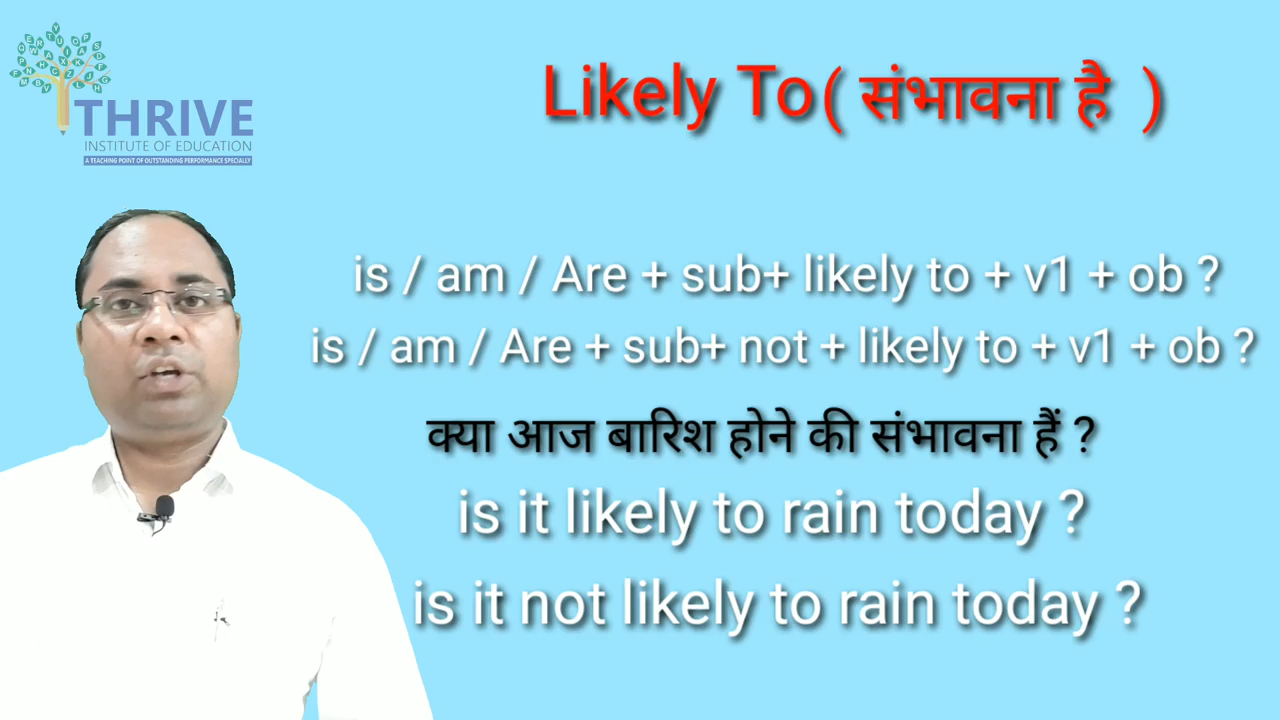 THRIVE
INSTITUTE OF EDUCATION
A TEACHING POINT OF OUTSTANDING PERFORMANCE SPECIALLY
Likely To( संभावना है )
is / am / Are + sub+ likely to + v1 + ob ?
is / am / Are + sub+ not + likely to + v1 + ob ?
क्या आज बारिश होने की संभावना हैं ?
is it likely to rain today ?
is it not likely to rain today ?